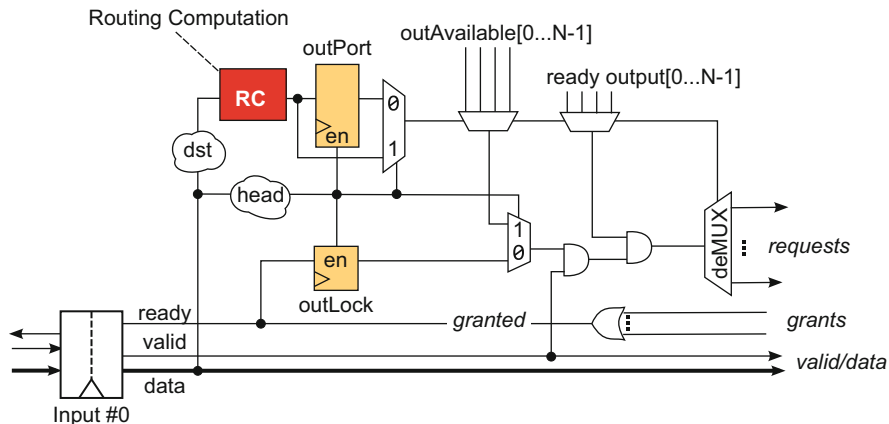 Routing Computation
outPort
outAvailable[0...N-1]
ready output[0...N-1]
RC
0
en
1
dst
head
1
0
en
outLock
deMUX
requests
ready
granted
grants
valid
valid/data
data
Input #0